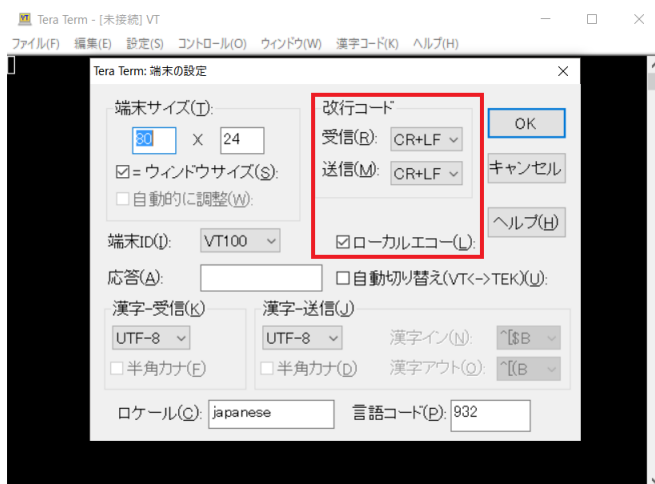 Tera Term - [未接続] VT
ファイル(F) 編集(E) 設定(S) コントロール(O) ウィンドウ(W) 漢字コード(K) ヘルプ(H)
Tera Term: 端末の設定
端末サイズ(T):
80 X 24
=ウィンドウサイズ(S):
自動的に調整(W):
改行コード
受信(R): CR+LF
送信(M): CR+LF
OK
キャンセル
ヘルプ(H)
端末ID(I): VT100
ローカルエコー(L):
応答(A):
自動切り替え(VT<->TEK)(U):
漢字-受信(K)
UTF-8
半角カナ(F)
漢字-送信(J)
UTF-8
半角カナ(D)
漢字イン(N): ^[$B
漢字アウト(O): ^[(B
ロケール(C): japanese
言語コード(P): 932